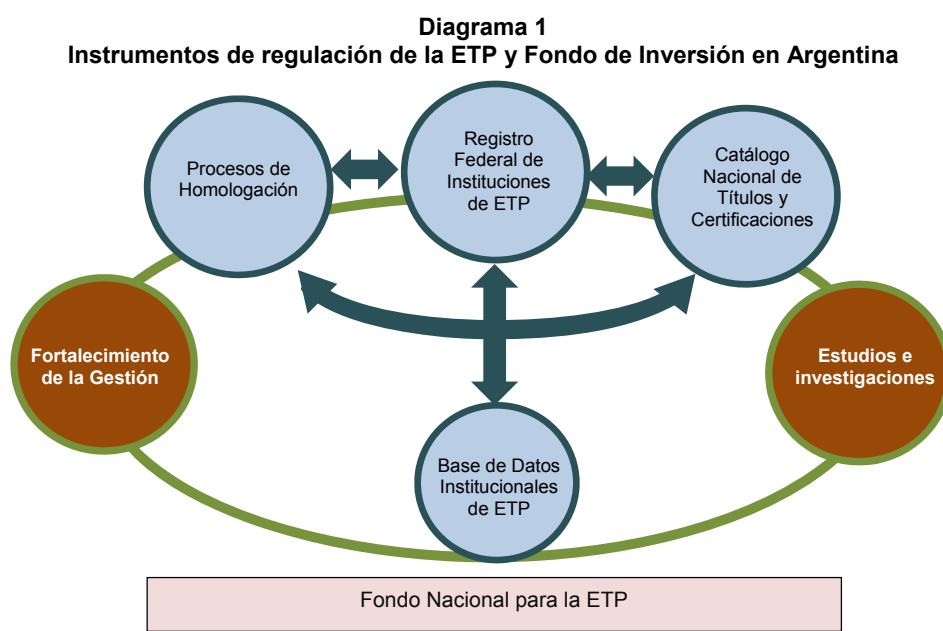 Diagrama 1
Instrumentos de regulación de la ETP y Fondo de Inversión en Argentina
Procesos de
Homologación
Registro
Federal de
Instituciones
de ETP
Catálogo
Nacional de
Títulos y
Certificaciones
Fortalecimiento
de la Gestión
Estudios e
investigaciones
Base de Datos
Institucionales
de ETP
Fondo Nacional para la ETP